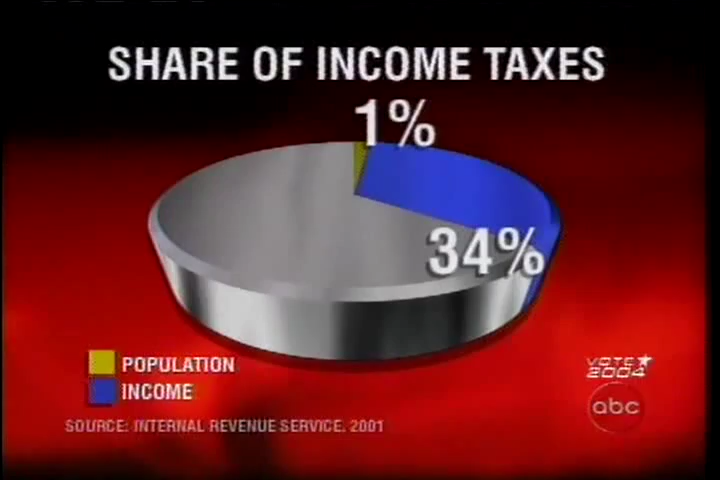 SHARE OF INCOME TAXES
1%
34%
POPULATION
INCOME
SOURCE: INTERNAL REVENUE SERVICE, 2001
VOTE
2004
abc